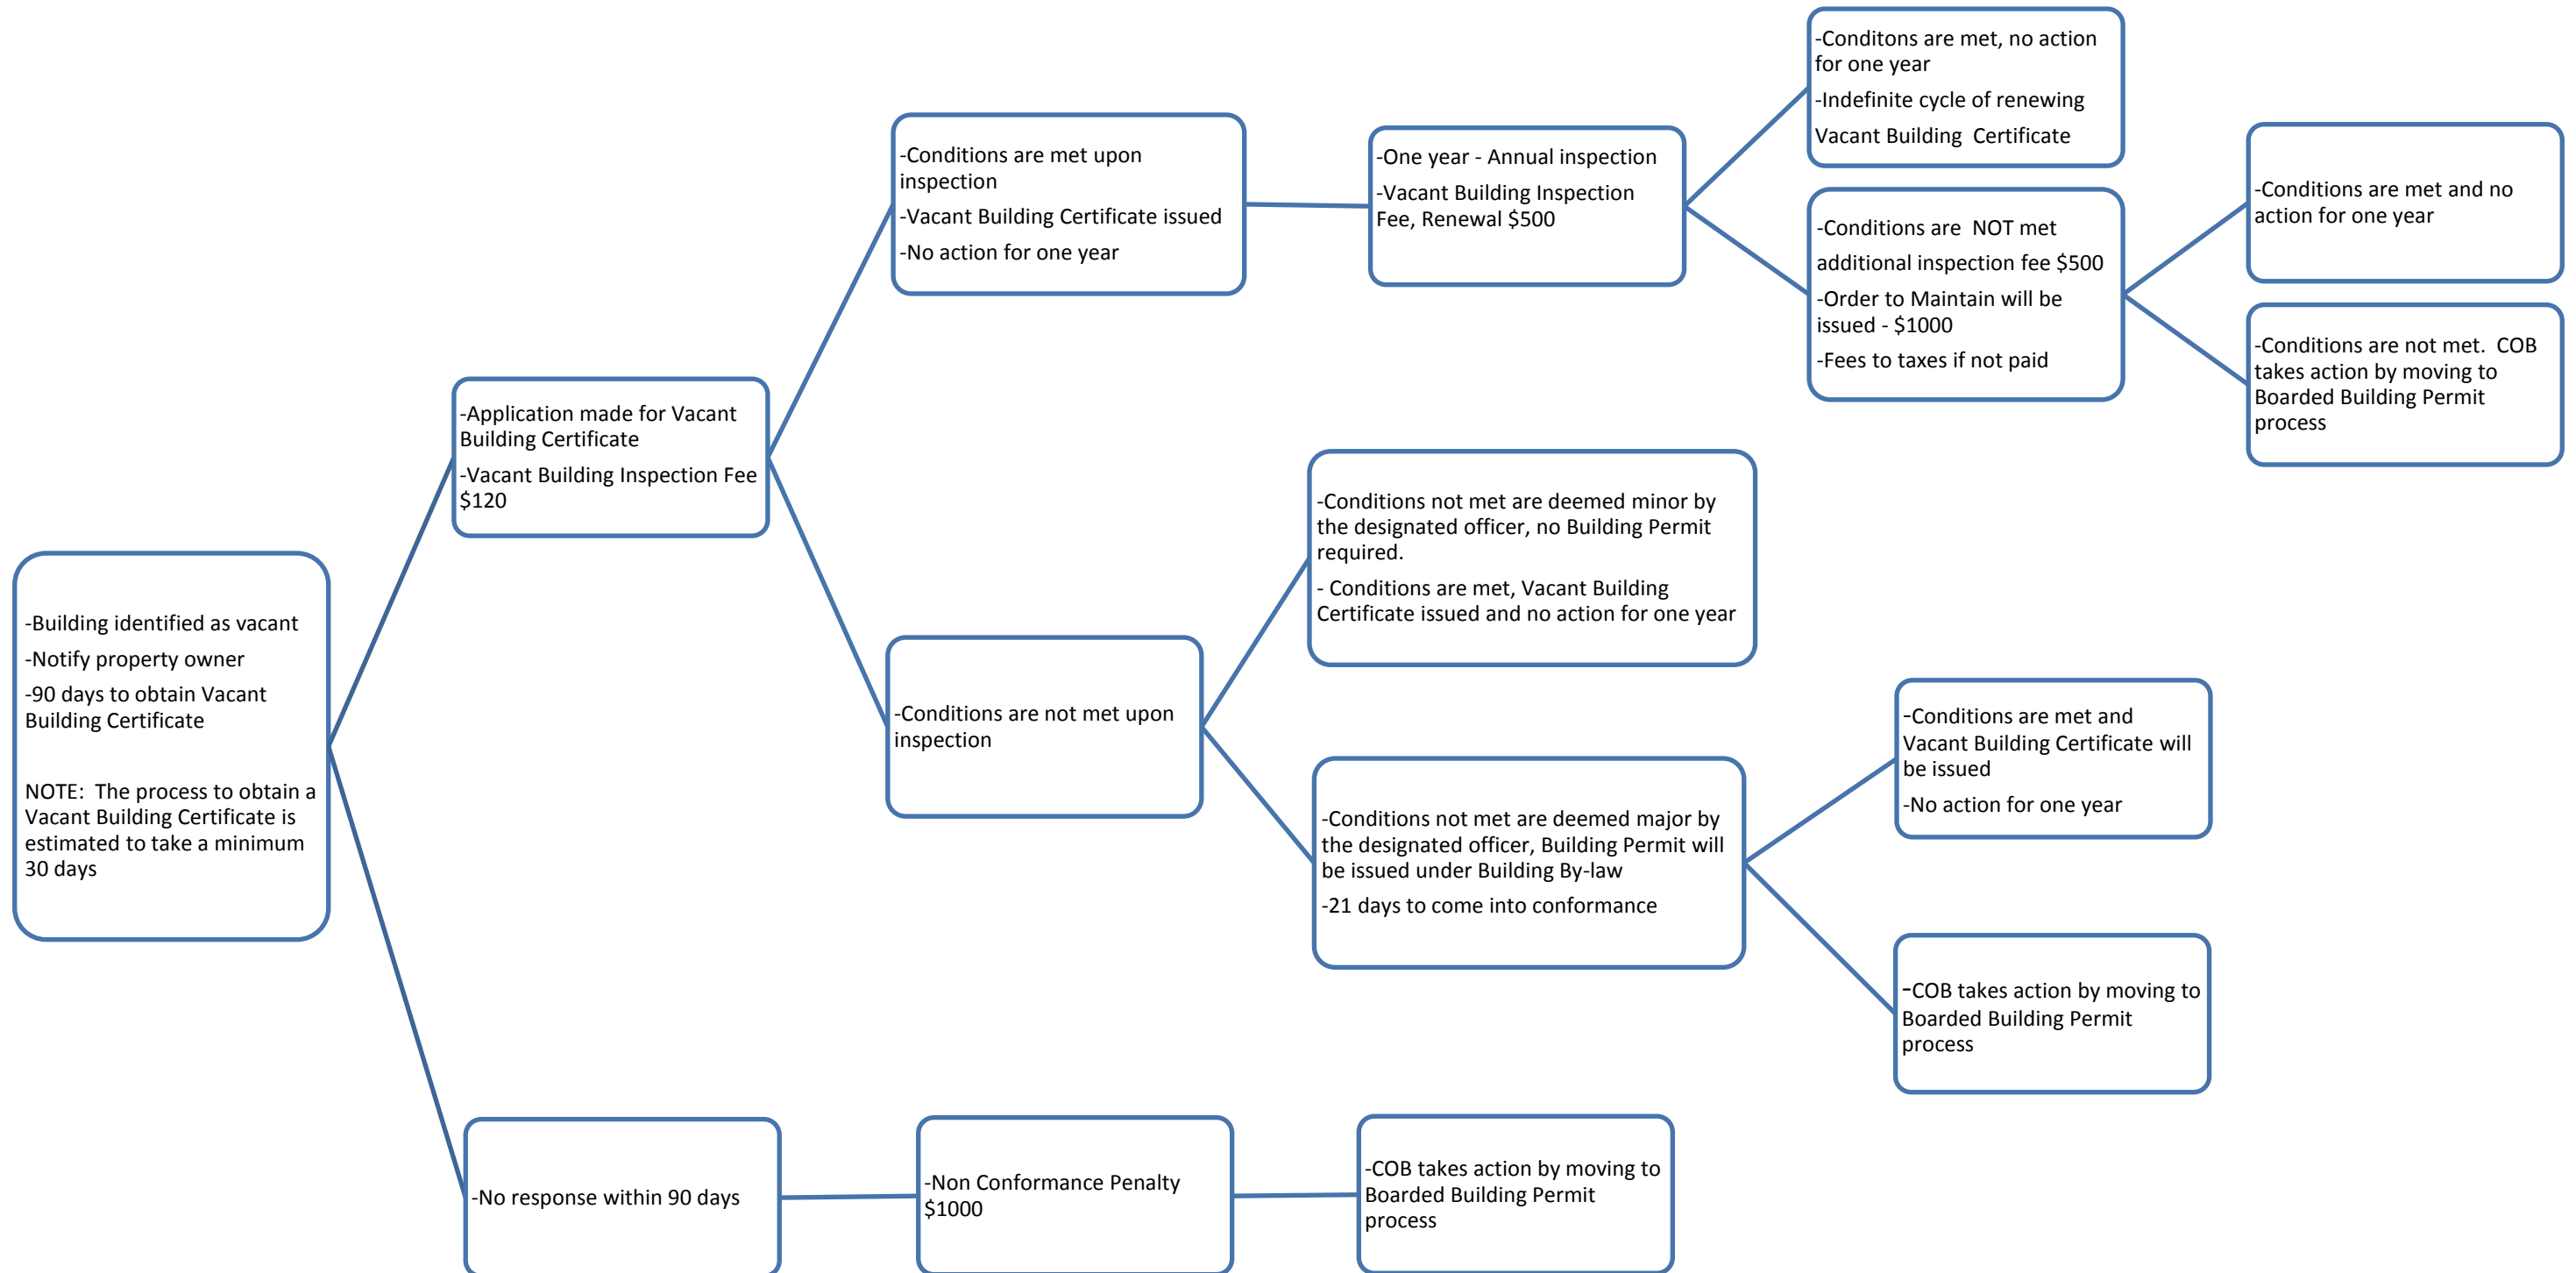 -Building identified as vacant
-Notify property owner
-90 days to obtain Vacant
Building Certificate
NOTE:  The process to obtain a
Vacant Building Certificate is
estimated to take a minimum
30 days
-Application made for Vacant
Building Certificate
-Vacant Building Inspection Fee
$120
-Conditions are met upon
inspection
-Vacant Building Certificate issued
-No action for one year
-One year - Annual inspection
-Vacant Building Inspection
Fee, Renewal $500
-Conditons are met, no action
for one year
-Indefinite cycle of renewing
Vacant Building  Certificate
-Conditions are  NOT met
additional inspection fee $500
-Order to Maintain will be
issued - $1000
-Fees to taxes if not paid
-Conditions are met and no
action for one year
-Conditions are not met.  COB
takes action by moving to
Boarded Building Permit
process
-Conditions are not met upon
inspection
-Conditions not met are deemed minor by
the designated officer, no Building Permit
required.
- Conditions are met, Vacant Building
Certificate issued and no action for one year
-Conditions not met are deemed major by
the designated officer, Building Permit will
be issued under Building By-law
-21 days to come into conformance
-Conditions are met and
Vacant Building Certificate will
be issued
-No action for one year
-COB takes action by moving to
Boarded Building Permit
process
-No response within 90 days
-Non Conformance Penalty
$1000
-COB takes action by moving to
Boarded Building Permit
process